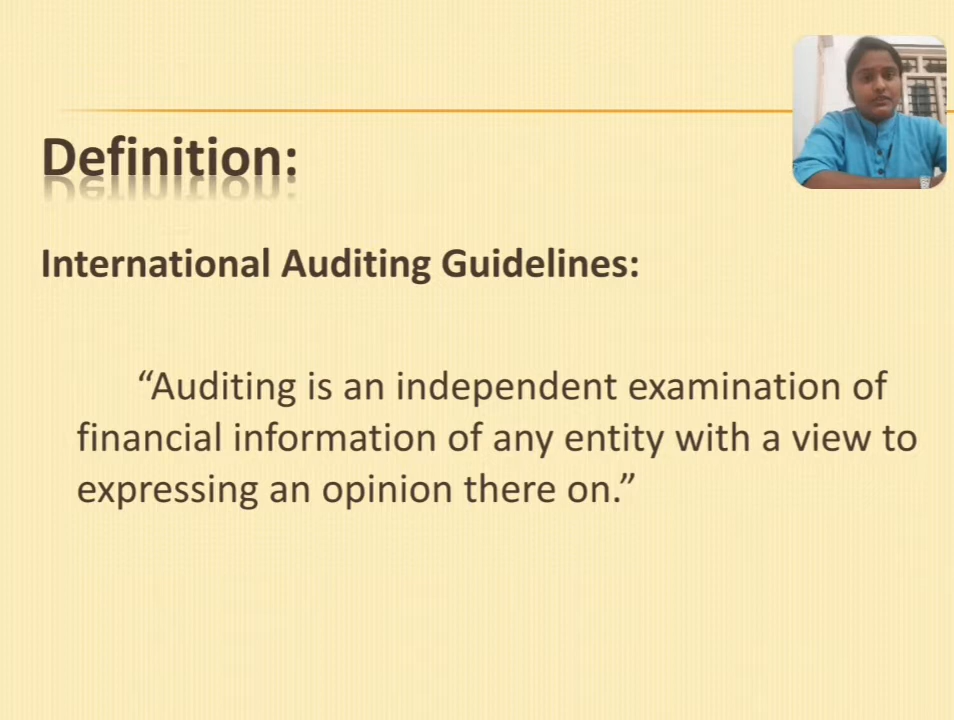 Definition:
International Auditing Guidelines:
“Auditing is an independent examination of
financial information of any entity with a view to
expressing an opinion there on.”